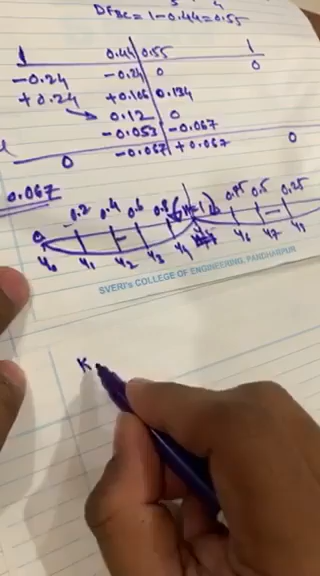 DFBC = 1-0.44=0.55
1 0.44 0.55 1
-0.24 -0.24 0 0
+0.24 +0.106 0.134
0.12 0
-0.053 -0.067
0 -0.067 +0.067 0
0.067
0 0.2 0.4 0.6 0.8 0.75 0.5 0.25
y0 y1 y2 y3 y4 y6 y7
SVERI's COLLEGE OF ENGINEERING, PANDHARPUR
K